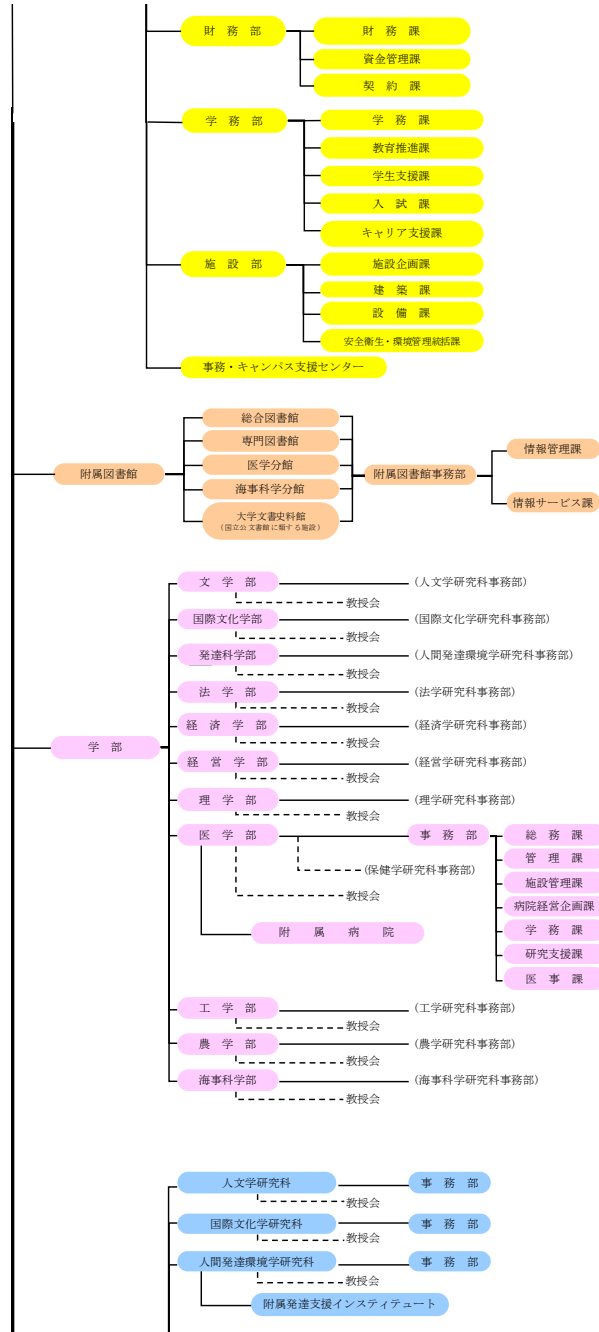 財 務 部
財 務 課
資金管理課
契 約 課
学 務 部
学 務 課
教育推進課
学生支援課
入 試 課
キャリア支援課
施 設 部
施設企画課
建 築 課
設 備 課
安全衛生・環境管理統括課
事務・キャンパス支援センター
附属図書館
総合図書館
専門図書館
医学分館
海事科学分館
大学文書史料館
(国立公文書館に類する施設)
附属図書館事務部
情報管理課
情報サービス課
学 部
文 学 部
(人文学研究科事務部)
教授会
国際文化学部
(国際文化学研究科事務部)
教授会
発達科学部
(人間発達環境学研究科事務部)
教授会
法 学 部
(法学研究科事務部)
教授会
経 済 学 部
(経済学研究科事務部)
教授会
経 営 学 部
(経営学研究科事務部)
教授会
理 学 部
(理学研究科事務部)
教授会
医 学 部
事 務 部
総 務 課
管 理 課
施設管理課
病院経営企画課
学 務 課
研究支援課
医 事 課
(保健学研究科事務部)
教授会
附 属 病 院
工 学 部
(工学研究科事務部)
教授会
農 学 部
(農学研究科事務部)
教授会
海事科学部
(海事科学研究科事務部)
教授会
人文学研究科
事 務 部
教授会
国際文化学研究科
事 務 部
教授会
人間発達環境学研究科
事 務 部
教授会
附属発達支援インスティテュート